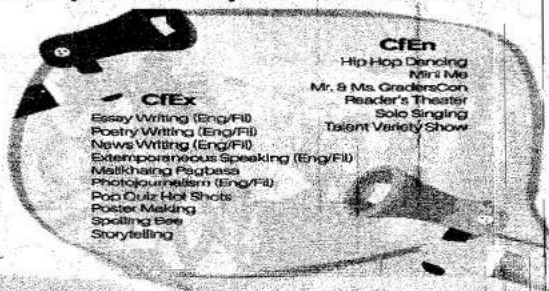 CfEn
Hip Hop Dancing
Mini Me
Mr. & Ms. GradersCon
Reader's Theater
Solo Singing
Talent Variety Show
CfEx
Essay Writing (Eng/Fil)
Poetry Writing (Eng/Fil)
News Writing (Eng/Fil)
Extemporaneous Speaking (Eng/Fil)
Malikhaing Pagbasa
Photojournalism (Eng/Fil)
Pop Quiz Hot Shots
Poster Making
Spelling Bee
Storytelling